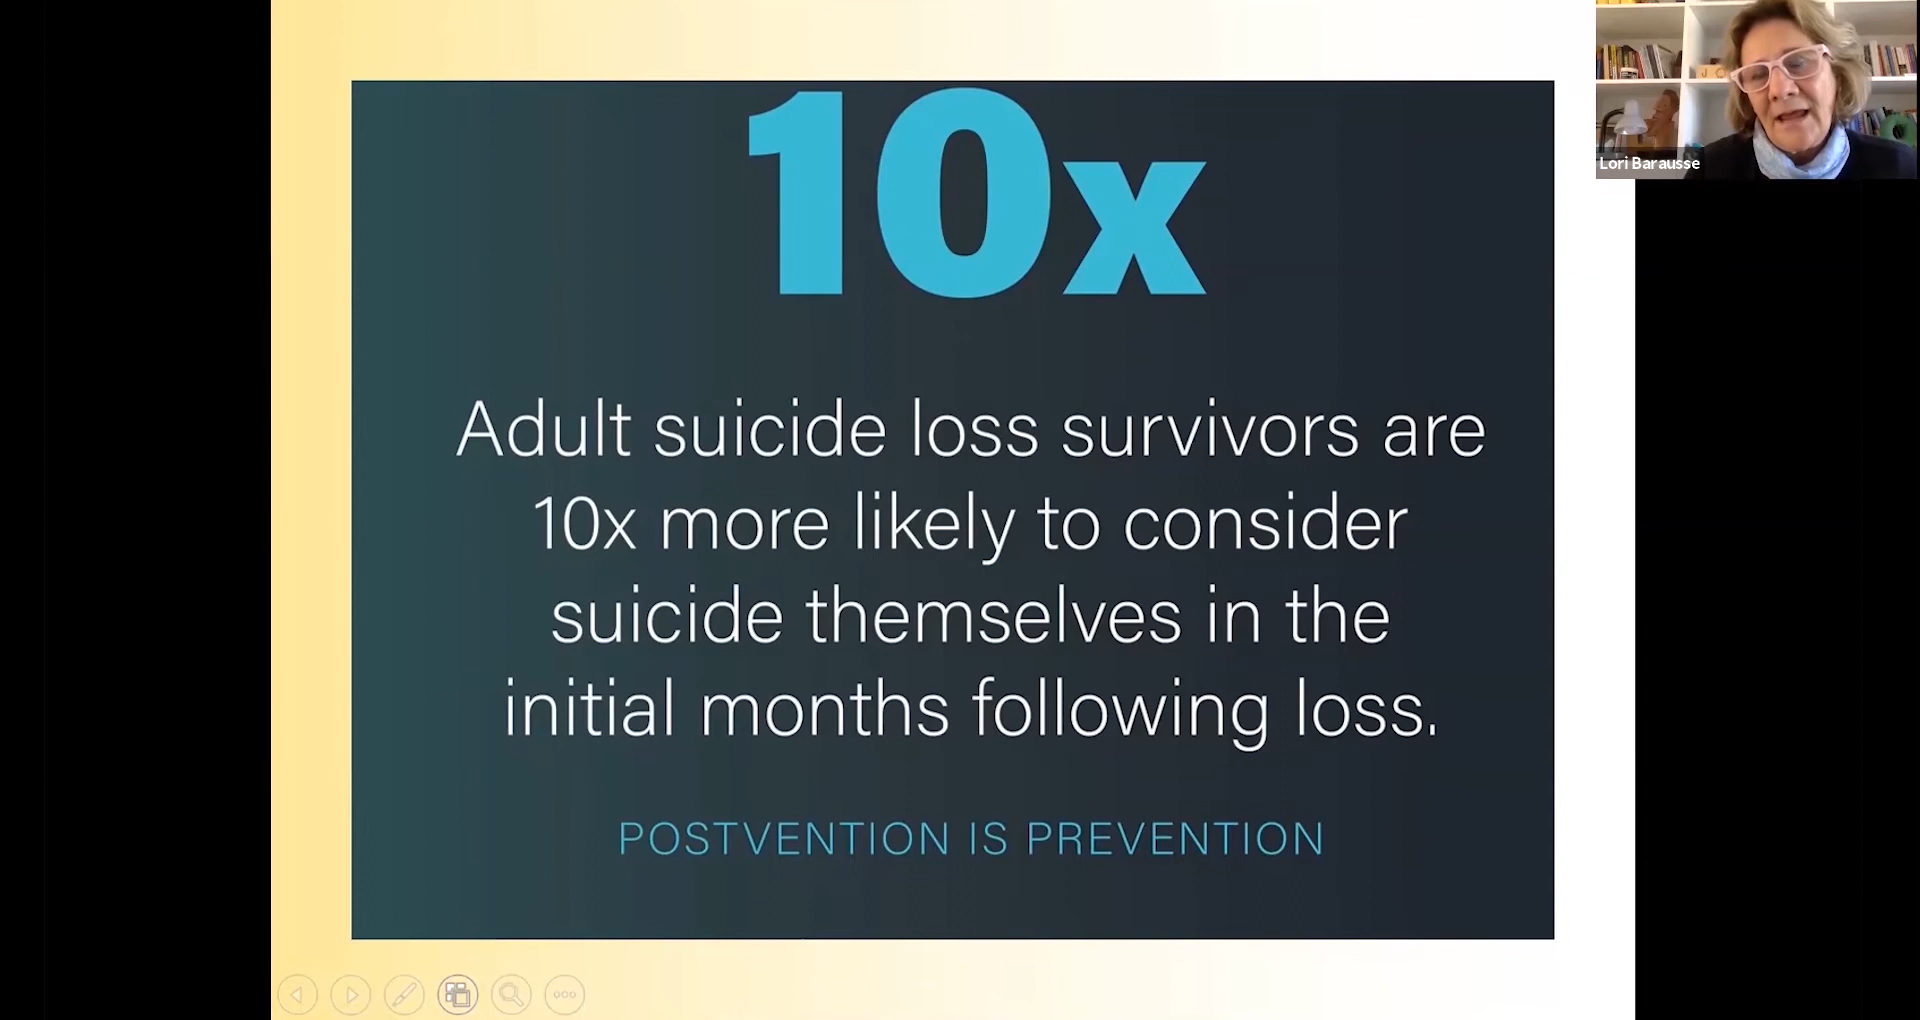 10x
Adult suicide loss survivors are
10x more likely to consider
suicide themselves in the
initial months following loss.
POSTVENTION IS PREVENTION
Lori Barausse